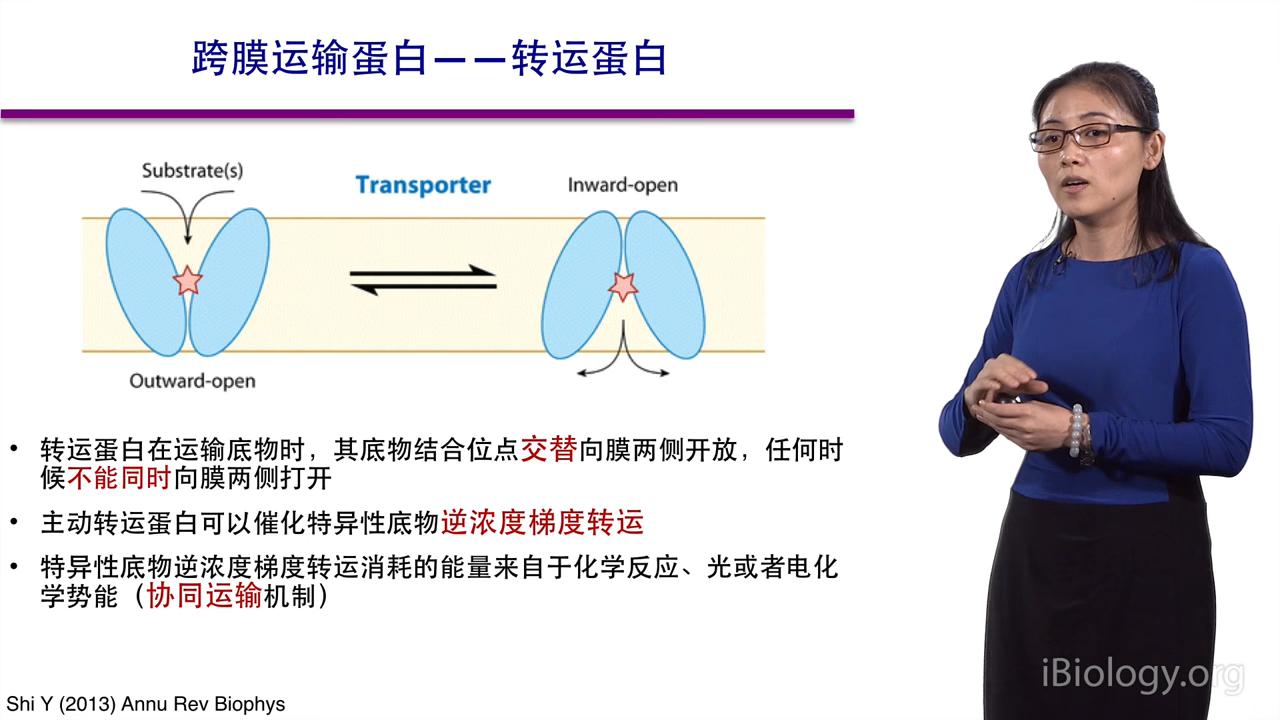 跨膜运输蛋白——转运蛋白
Substrate(s)
Transporter
Inward-open
Outward-open
• 转运蛋白在运输底物时，其底物结合位点交替向膜两侧开放，任何时
候不能同时向膜两侧打开
• 主动转运蛋白可以催化特异性底物逆浓度梯度转运
• 特异性底物逆浓度梯度转运消耗的能量来自于化学反应、光或者电化
学势能（协同运输机制）
iBiology.org
Shi Y (2013) Annu Rev Biophys